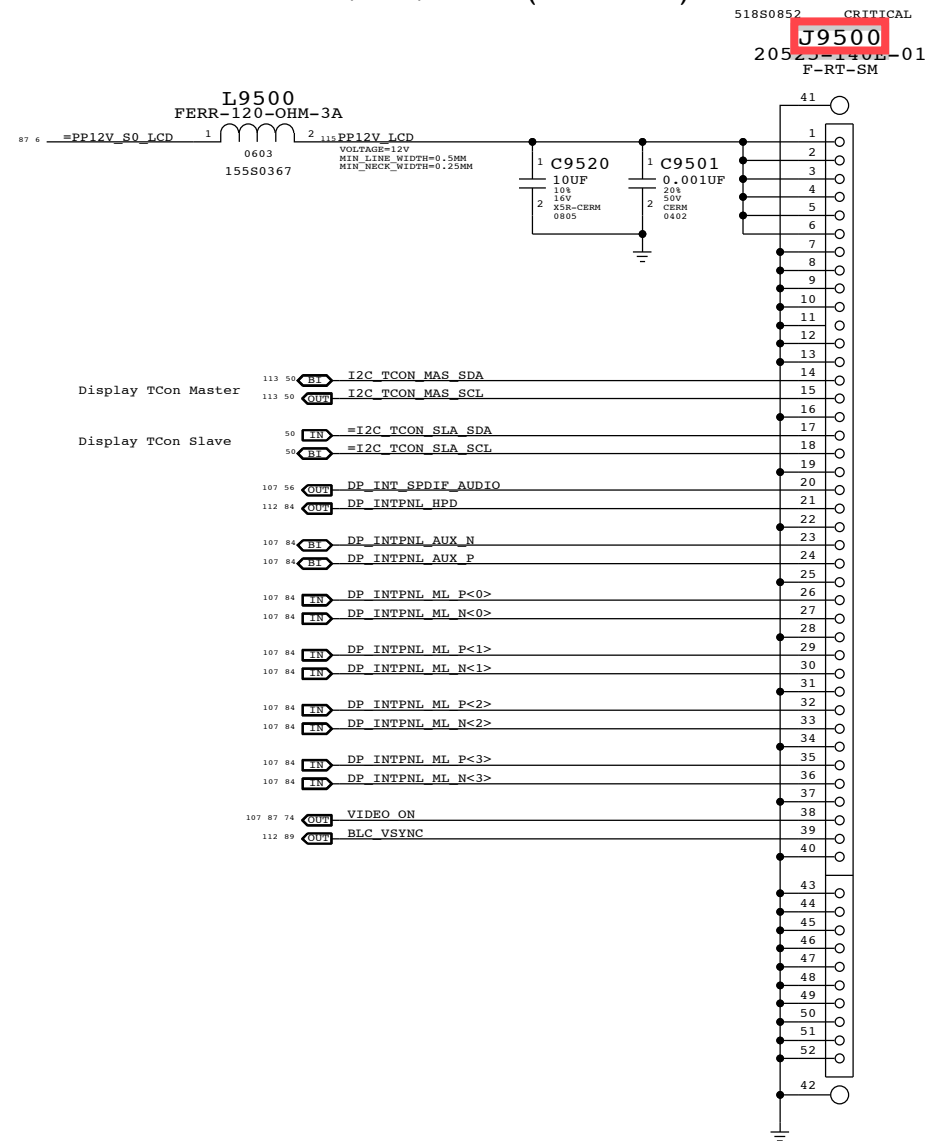 518S0852 CRITICAL
J9500
20525-140E-01
F-RT-SM
41
L9500
FERR-120-OHM-3A
87 6 =PP12V_S0_LCD 1 2 115 PP12V_LCD
VOLTAGE=12V
MIN_LINE_WIDTH=0.5MM
MIN_NECK_WIDTH=0.25MM
0603
155S0367
1 C9520
10UF
10%
16V
X5R-CERM
2
0805
1 C9501
0.001UF
20%
50V
CERM
2
0402
1
2
3
4
5
6
7
8
9
10
11
12
13
Display TCon Master
113 50 BI I2C_TCON_MAS_SDA 14
113 50 OUT I2C_TCON_MAS_SCL 15
16
Display TCon Slave
50 IN =I2C_TCON_SLA_SDA 17
50 BI =I2C_TCON_SLA_SCL 18
19
107 56 OUT DP_INT_SPDIF_AUDIO 20
112 84 OUT DP_INTPNL_HPD 21
22
107 84 BI DP_INTPNL_AUX_N 23
107 84 BI DP_INTPNL_AUX_P 24
25
107 84 IN DP_INTPNL_ML_P<0> 26
107 84 IN DP_INTPNL_ML_N<0> 27
28
107 84 IN DP_INTPNL_ML_P<1> 29
107 84 IN DP_INTPNL_ML_N<1> 30
31
107 84 IN DP_INTPNL_ML_P<2> 32
107 84 IN DP_INTPNL_ML_N<2> 33
34
107 84 IN DP_INTPNL_ML_P<3> 35
107 84 IN DP_INTPNL_ML_N<3> 36
37
107 87 74 OUT VIDEO_ON 38
112 89 OUT BLC_VSYNC 39
40
43
44
45
46
47
48
49
50
51
52
42